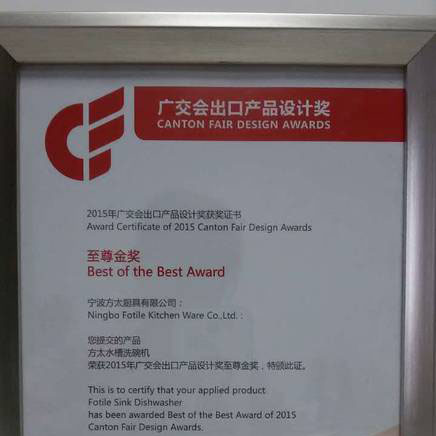 广交会出口产品设计奖
CANTON FAIR DESIGN AWARDS
2015年广交会出口产品设计奖获奖证书
Award Certificate of 2015 Canton Fair Design Awards
至尊金奖
Best of the Best Award
宁波方太厨具有限公司：
Ningbo Fotile Kitchen Ware Co.,Ltd. :
您提交的产品
方太水槽洗碗机
荣获2015年广交会出口产品设计奖至尊金奖，特颁此证。
This is to certify that your applied product
Fotile Sink Dishwasher
has been awarded Best of the Best Award of 2015
Canton Fair Design Awards.